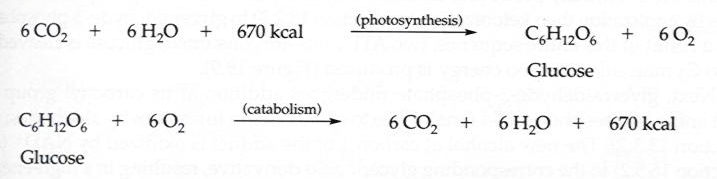 6 CO₂ + 6 H₂O + 670 kcal (photosynthesis) → C₆H₁₂O₆ + 6 O₂
Glucose
C₆H₁₂O₆ + 6 O₂ (catabolism) → 6 CO₂ + 6 H₂O + 670 kcal
Glucose